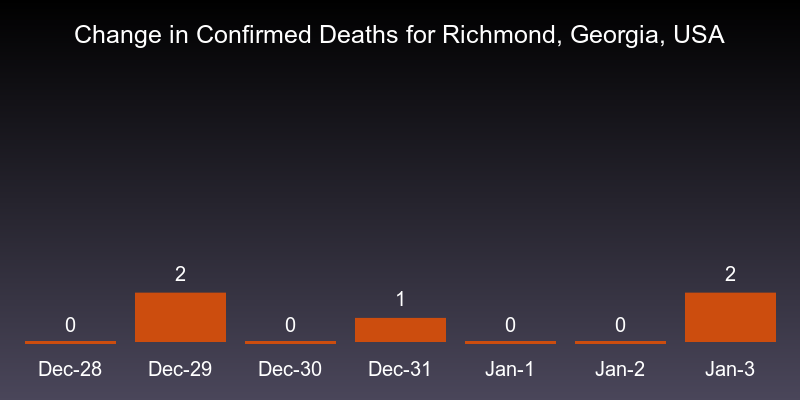 Change in Confirmed Deaths for Richmond, Georgia, USA
0
2
0
1
0
0
2
Dec-28
Dec-29
Dec-30
Dec-31
Jan-1
Jan-2
Jan-3